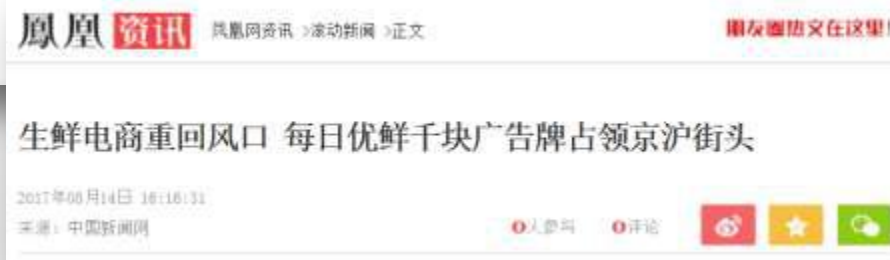 鳳凰 资讯 凤凰网资讯 >滚动新闻 >正文 朋友圈热文在这里!
生鲜电商重回风口 每日优鲜千块广告牌占领京沪街头
2017年08月14日 16:16:31
来源：中国新闻网 0人参与 0评论